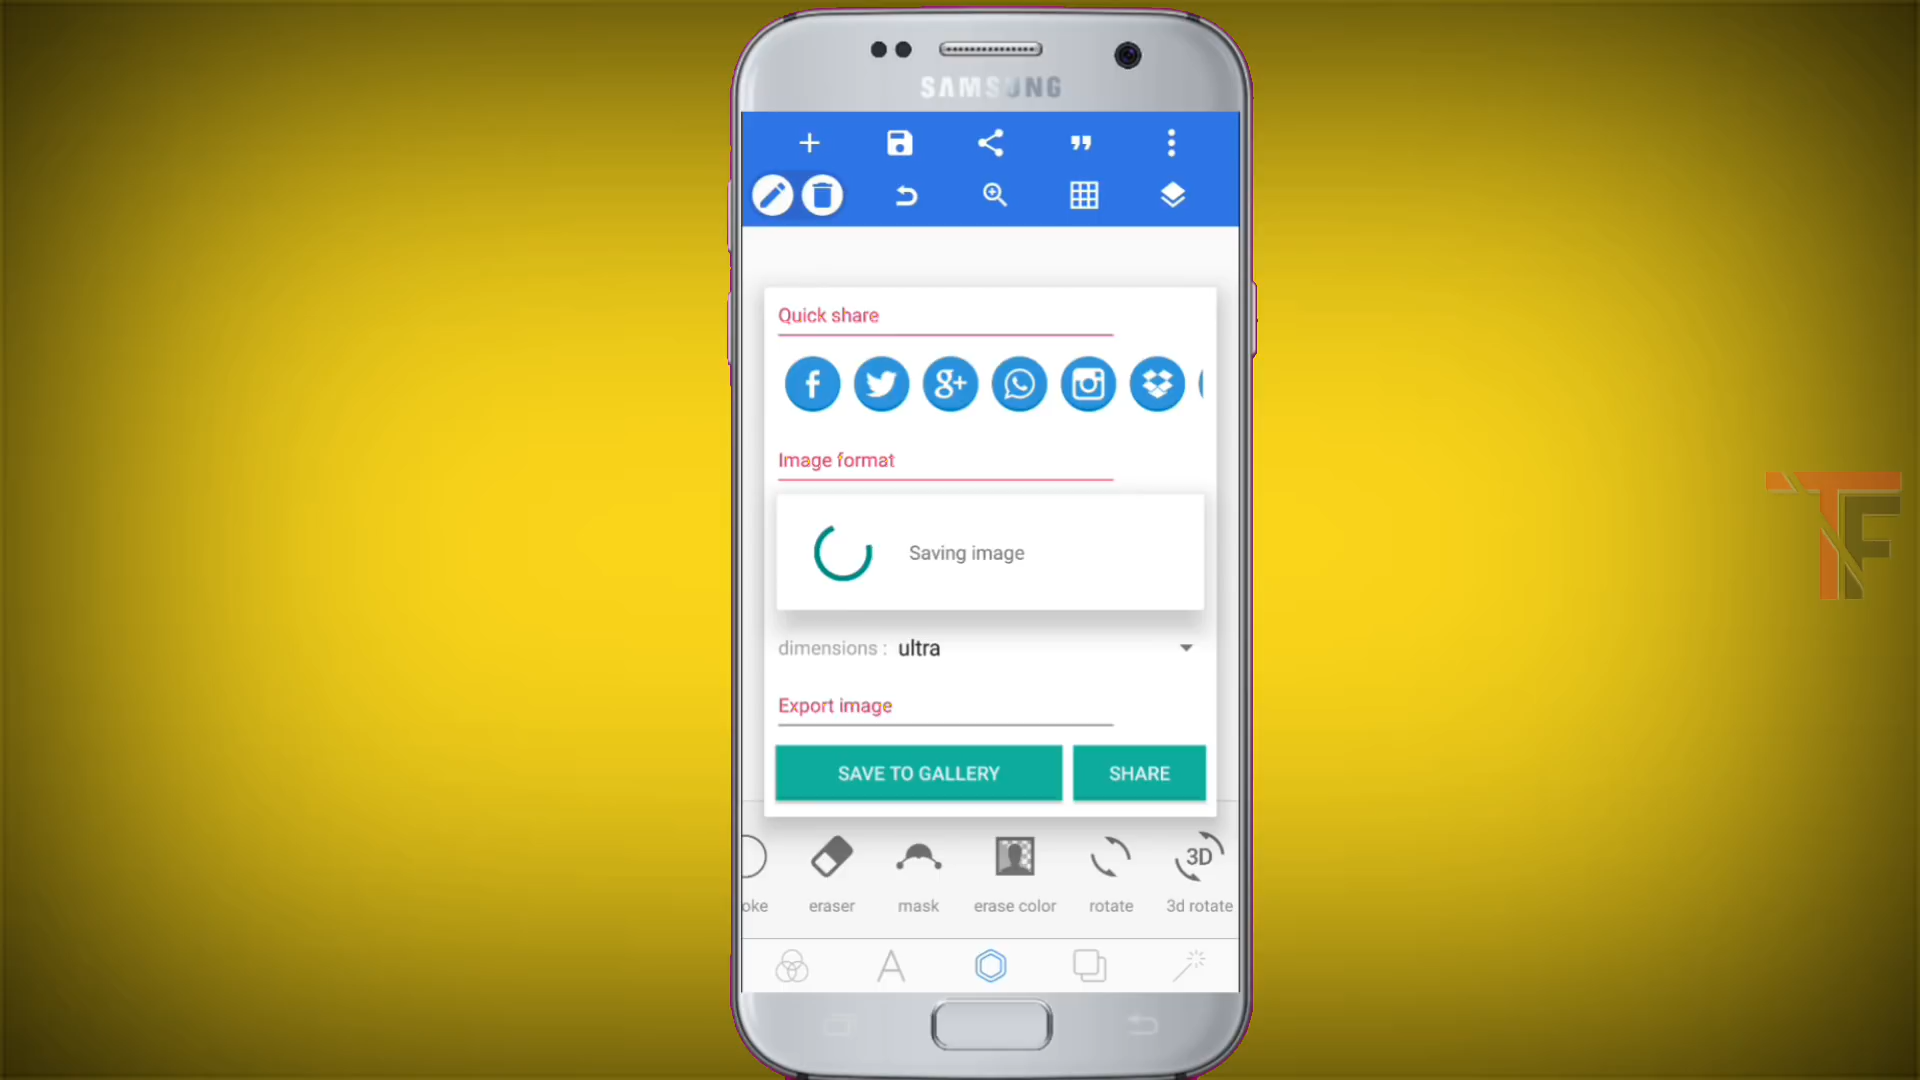 SAMSUNG
Quick share
Image format
Saving image
dimensions : ultra
Export image
SAVE TO GALLERY SHARE
3D
oke eraser mask erase color rotate 3d rotate
TF